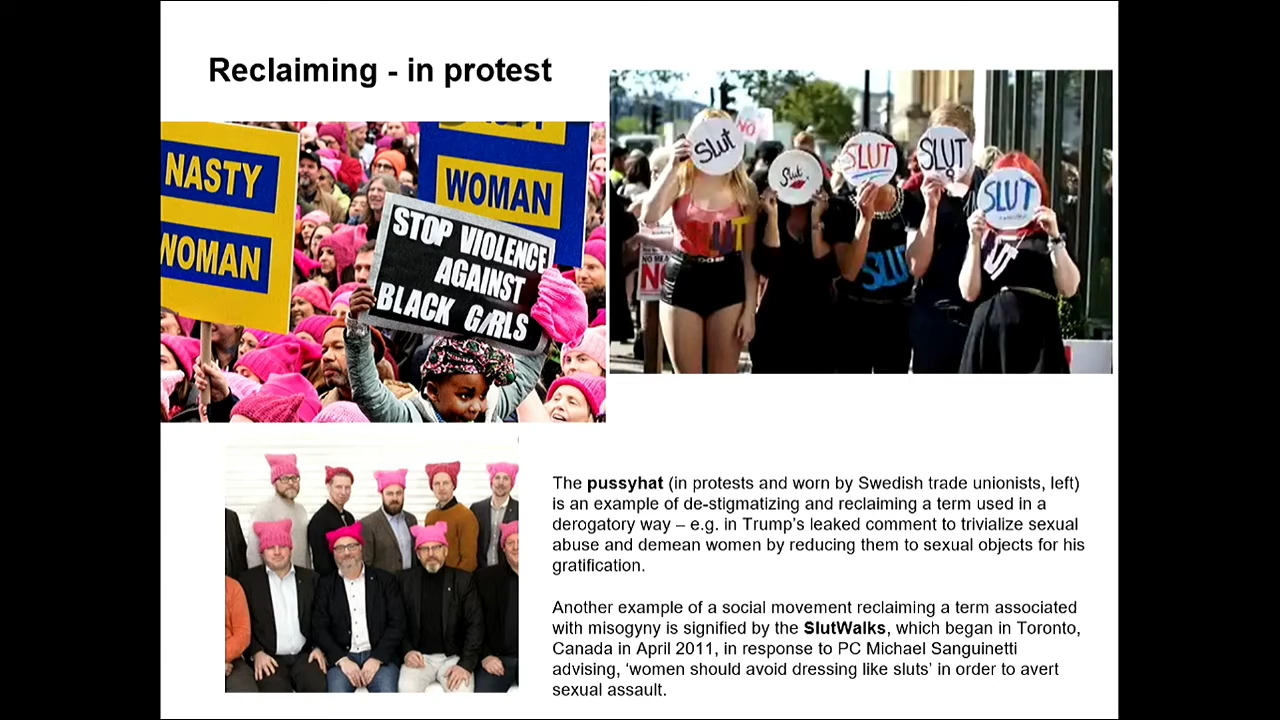 Reclaiming - in protest
NASTY
WOMAN
WOMAN
STOP VIOLENCE
AGAINST
BLACK GIRLS
NO
SLUT
Slut
SLUT
SLUT
SLUT
SLUT
NO
The pussyhat (in protests and worn by Swedish trade unionists, left)
is an example of de-stigmatizing and reclaiming a term used in a
derogatory way – e.g. in Trump's leaked comment to trivialize sexual
abuse and demean women by reducing them to sexual objects for his
gratification.
Another example of a social movement reclaiming a term associated
with misogyny is signified by the SlutWalks, which began in Toronto,
Canada in April 2011, in response to PC Michael Sanguinetti
advising, 'women should avoid dressing like sluts' in order to avert
sexual assault.